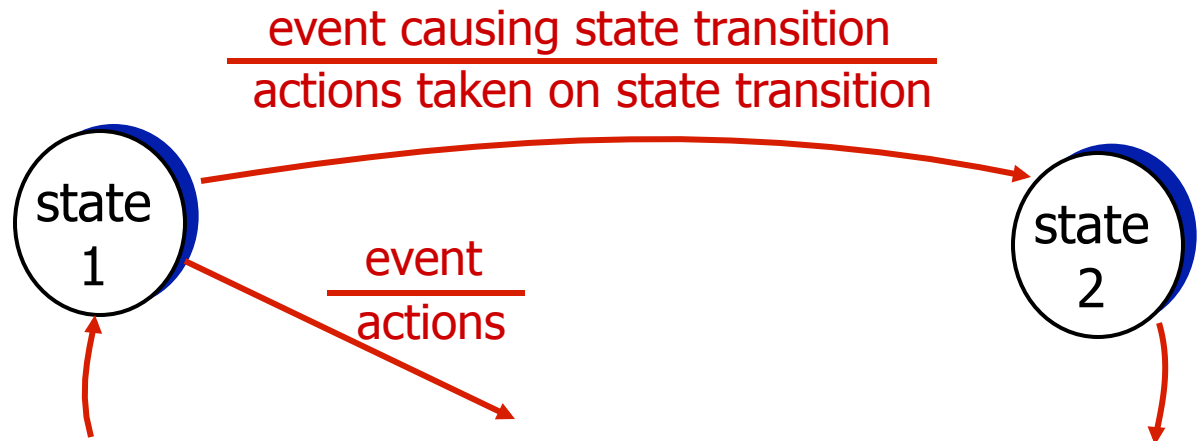 event causing state transition
actions taken on state transition
state
1
state
2
event
actions